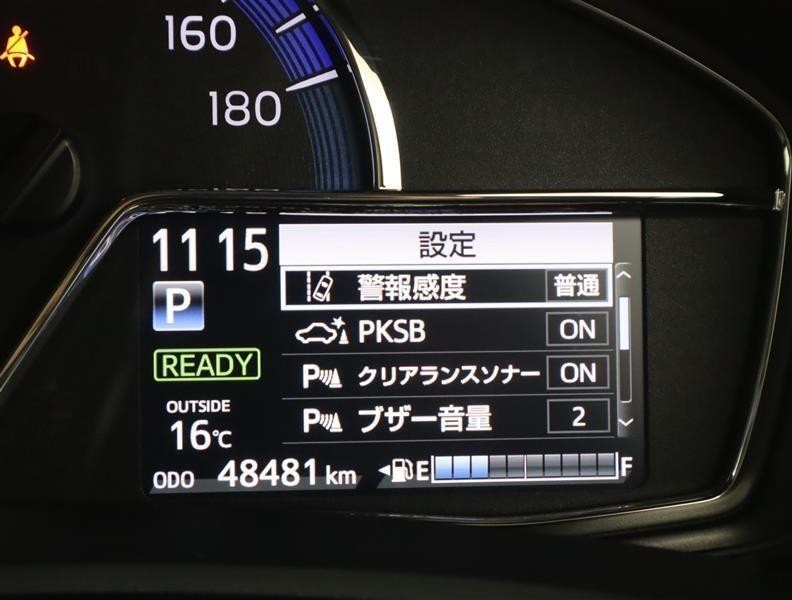 160
180
11 15
設定
警報感度 普通
P
PKSB ON
READY
P クリアランスソナー ON
OUTSIDE
16℃
P ブザー音量 2
ODO 48481 km E F